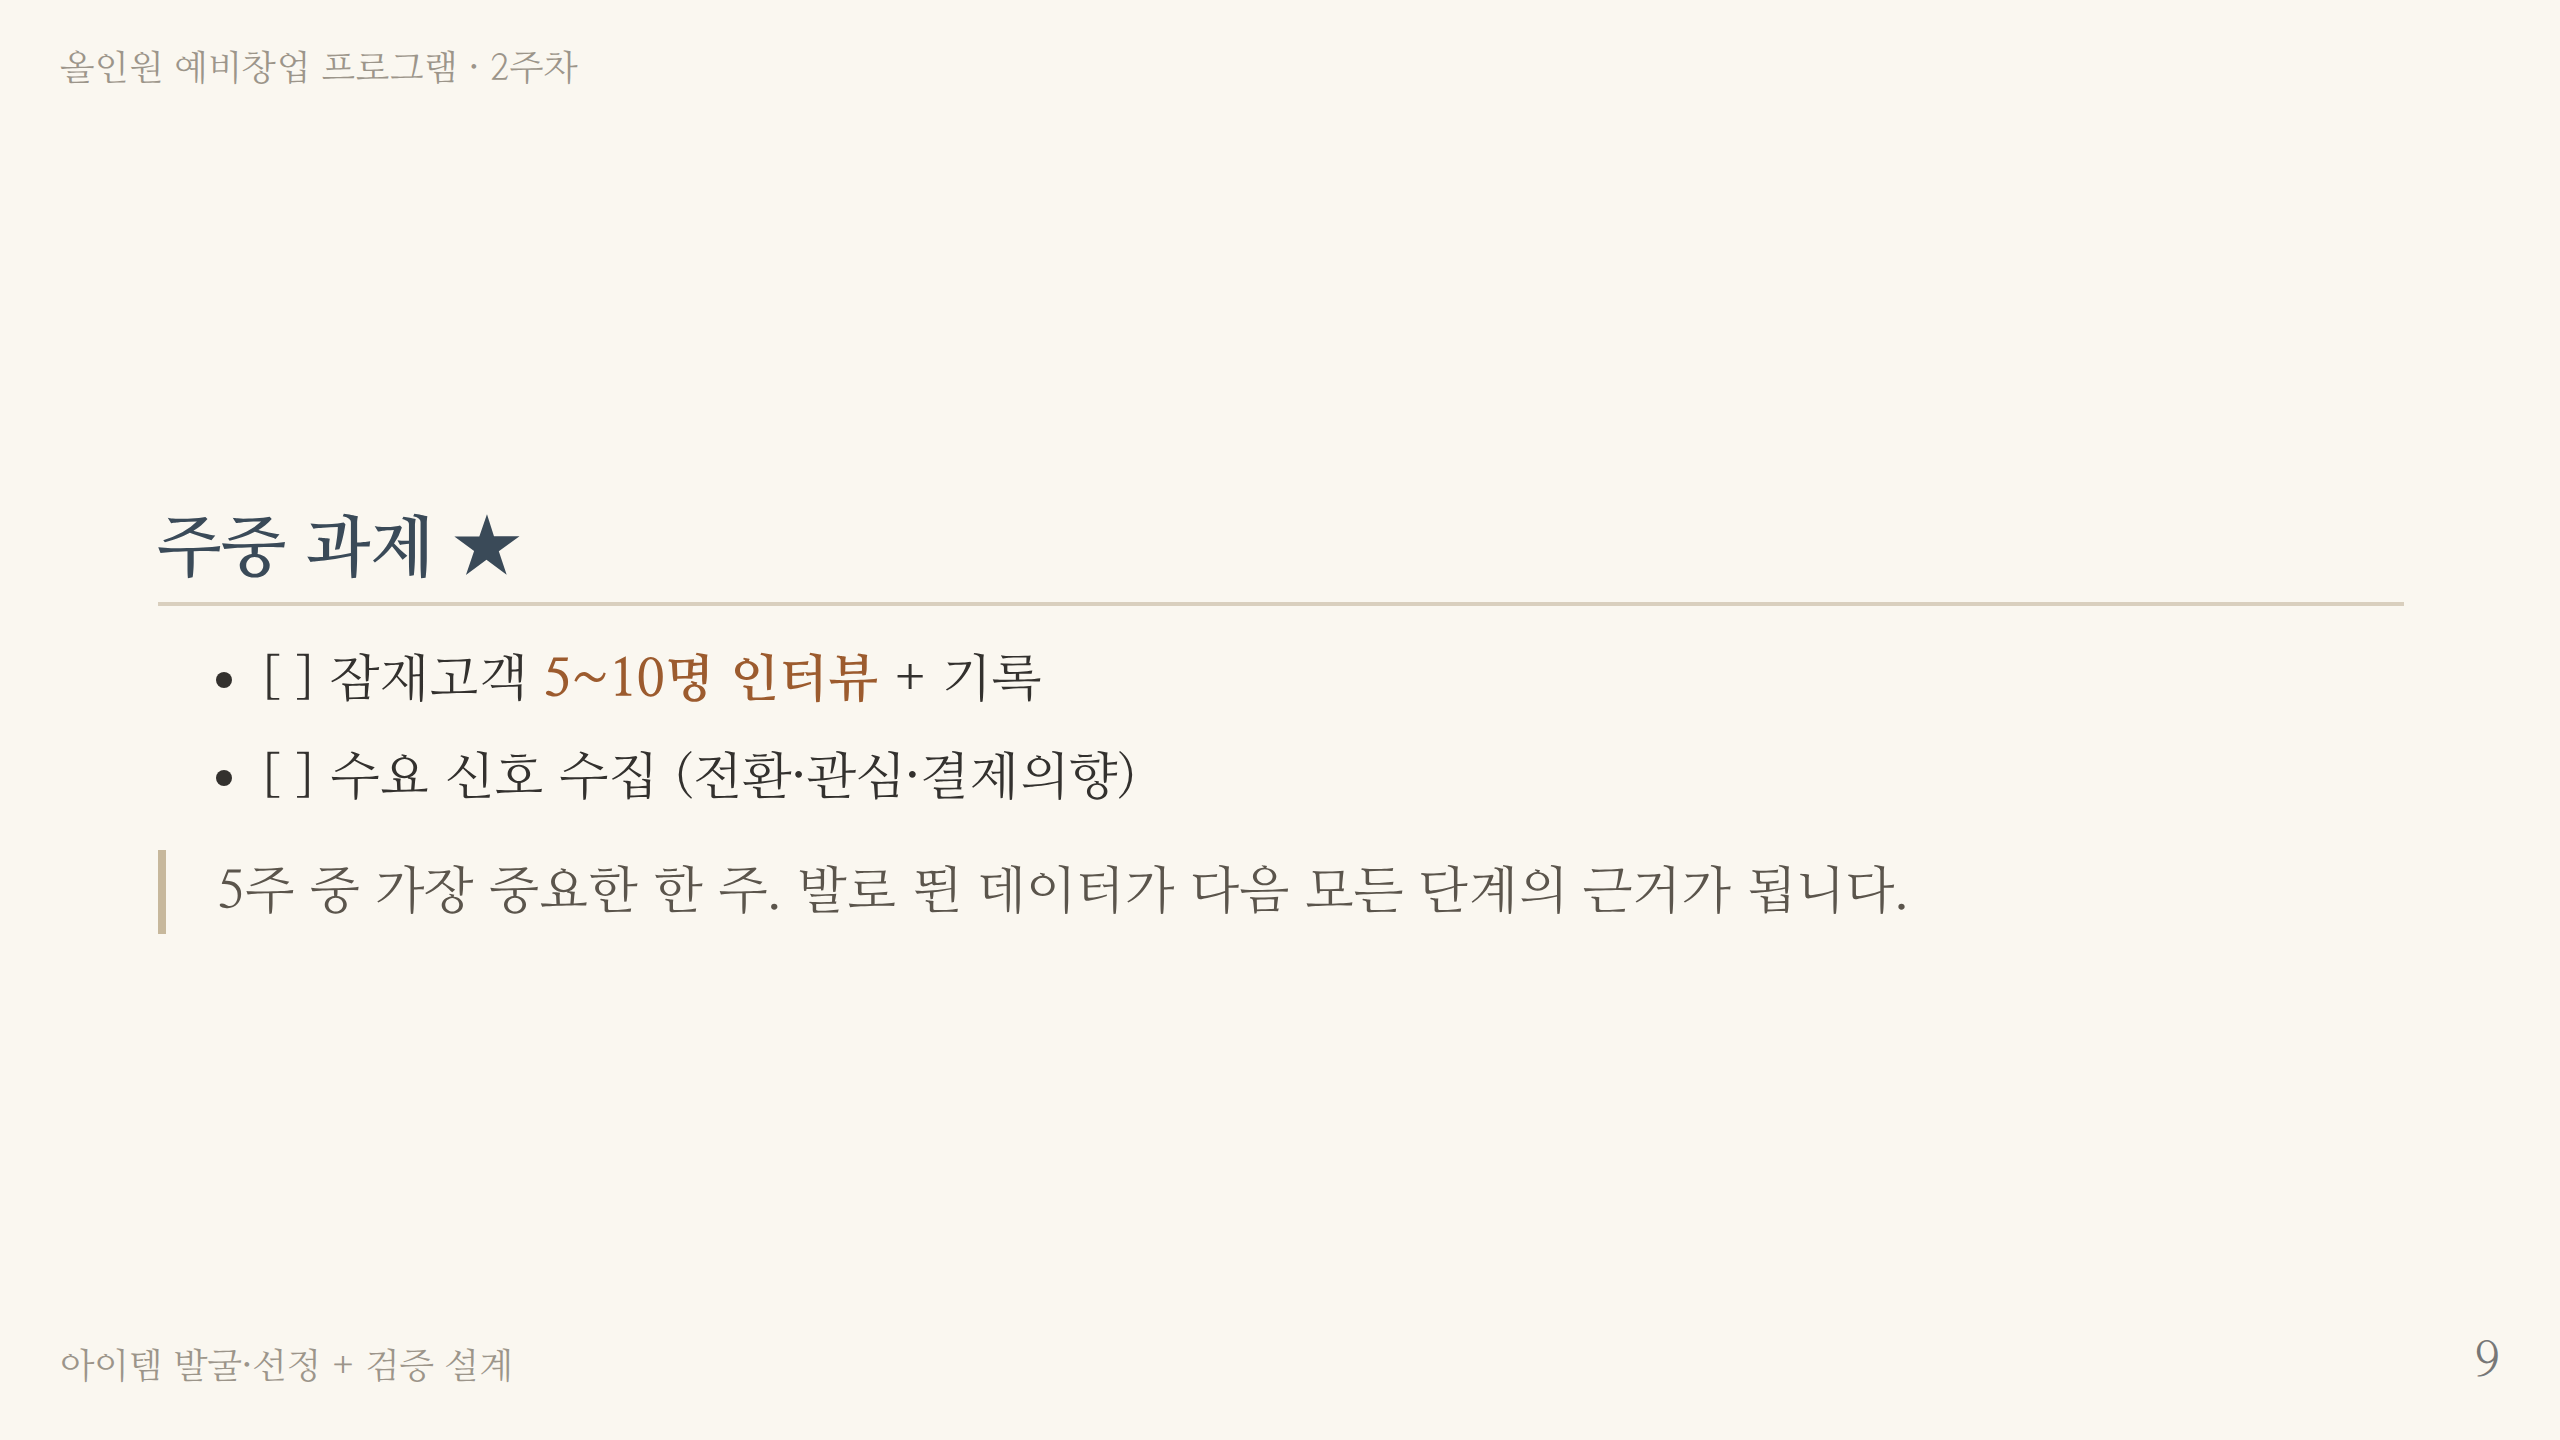 올인원 예비창업 프로그램 · 2주차
주중 과제 ★
• [ ] 잠재고객 5~10명 인터뷰 + 기록
• [ ] 수요 신호 수집 (전환·관심·결제의향)
5주 중 가장 중요한 한 주. 발로 뛴 데이터가 다음 모든 단계의 근거가 됩니다.
아이템 발굴·선정 + 검증 설계
9